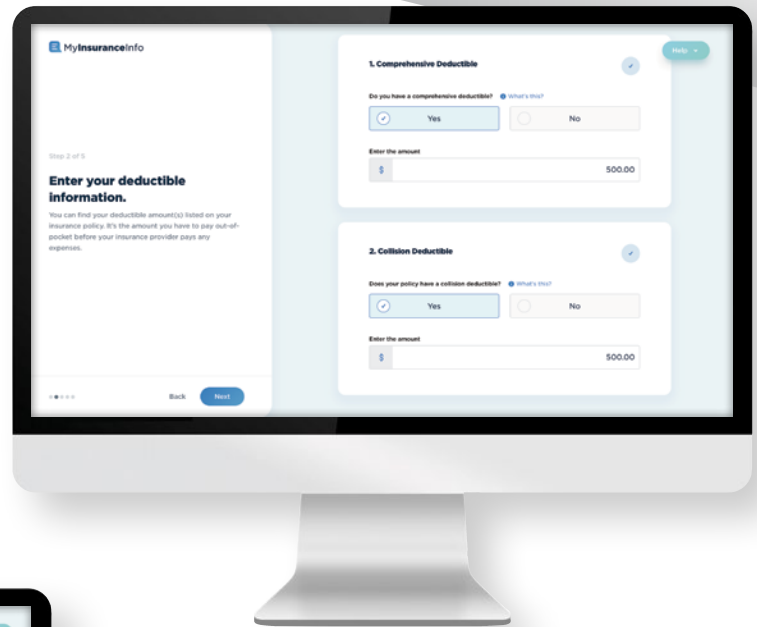 MyInsuranceInfo
Step 2 of 5
Enter your deductible
information.
You can find your deductible amount(s) listed on your
insurance policy. It's the amount you have to pay out-of-
pocket before your insurance provider pays any
expenses.
Back
Next
Help
1. Comprehensive Deductible
Do you have a comprehensive deductible? What's this?
Yes
No
Enter the amount
$ 500.00
2. Collision Deductible
Does your policy have a collision deductible? What's this?
Yes
No
Enter the amount
$ 500.00